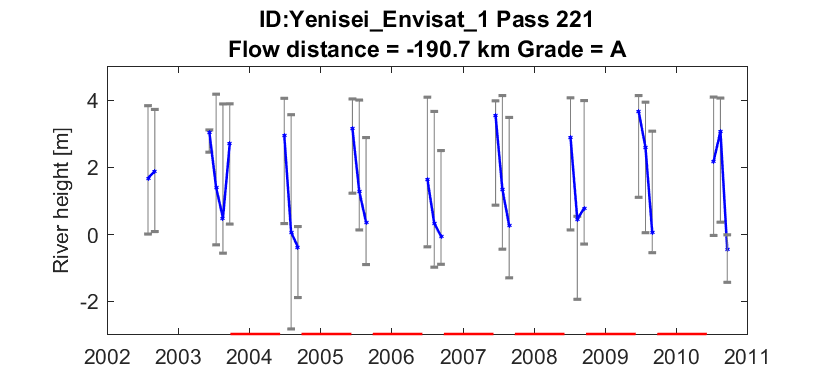 ID:Yenisei_Envisat_1 Pass 221
Flow distance = -190.7 km Grade = A
River height [m]
4
2
0
-2
2002 2003 2004 2005 2006 2007 2008 2009 2010 2011